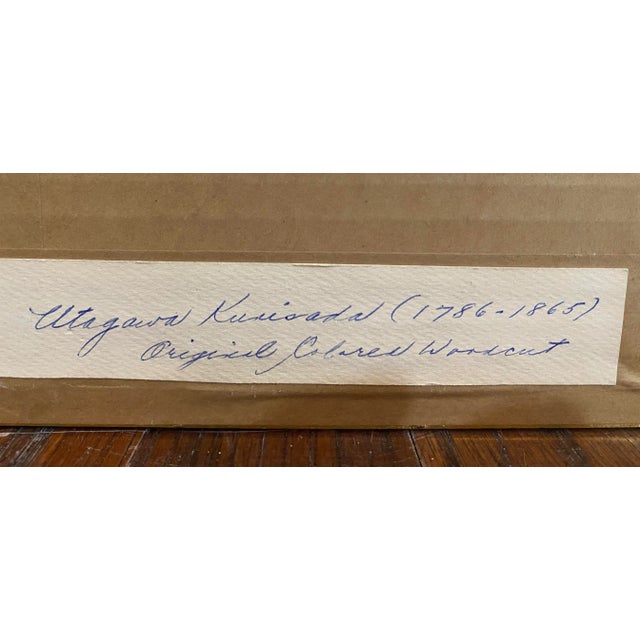 Utagawa Kunisada (1786-1865)
Original Colored Woodcut